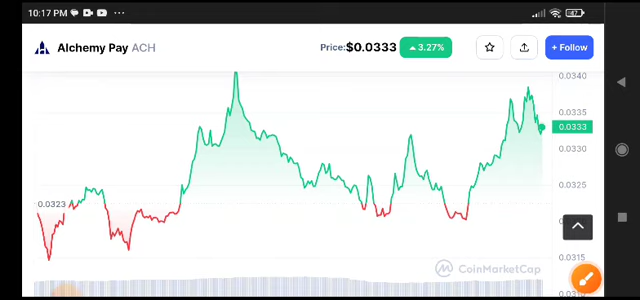 10:17 PM
47
Alchemy Pay ACH
Price:$0.0333 3.27%
+ Follow
0.0340
0.0335
0.0333
0.0330
0.0325
0.0323
0.0315
CoinMarketCap